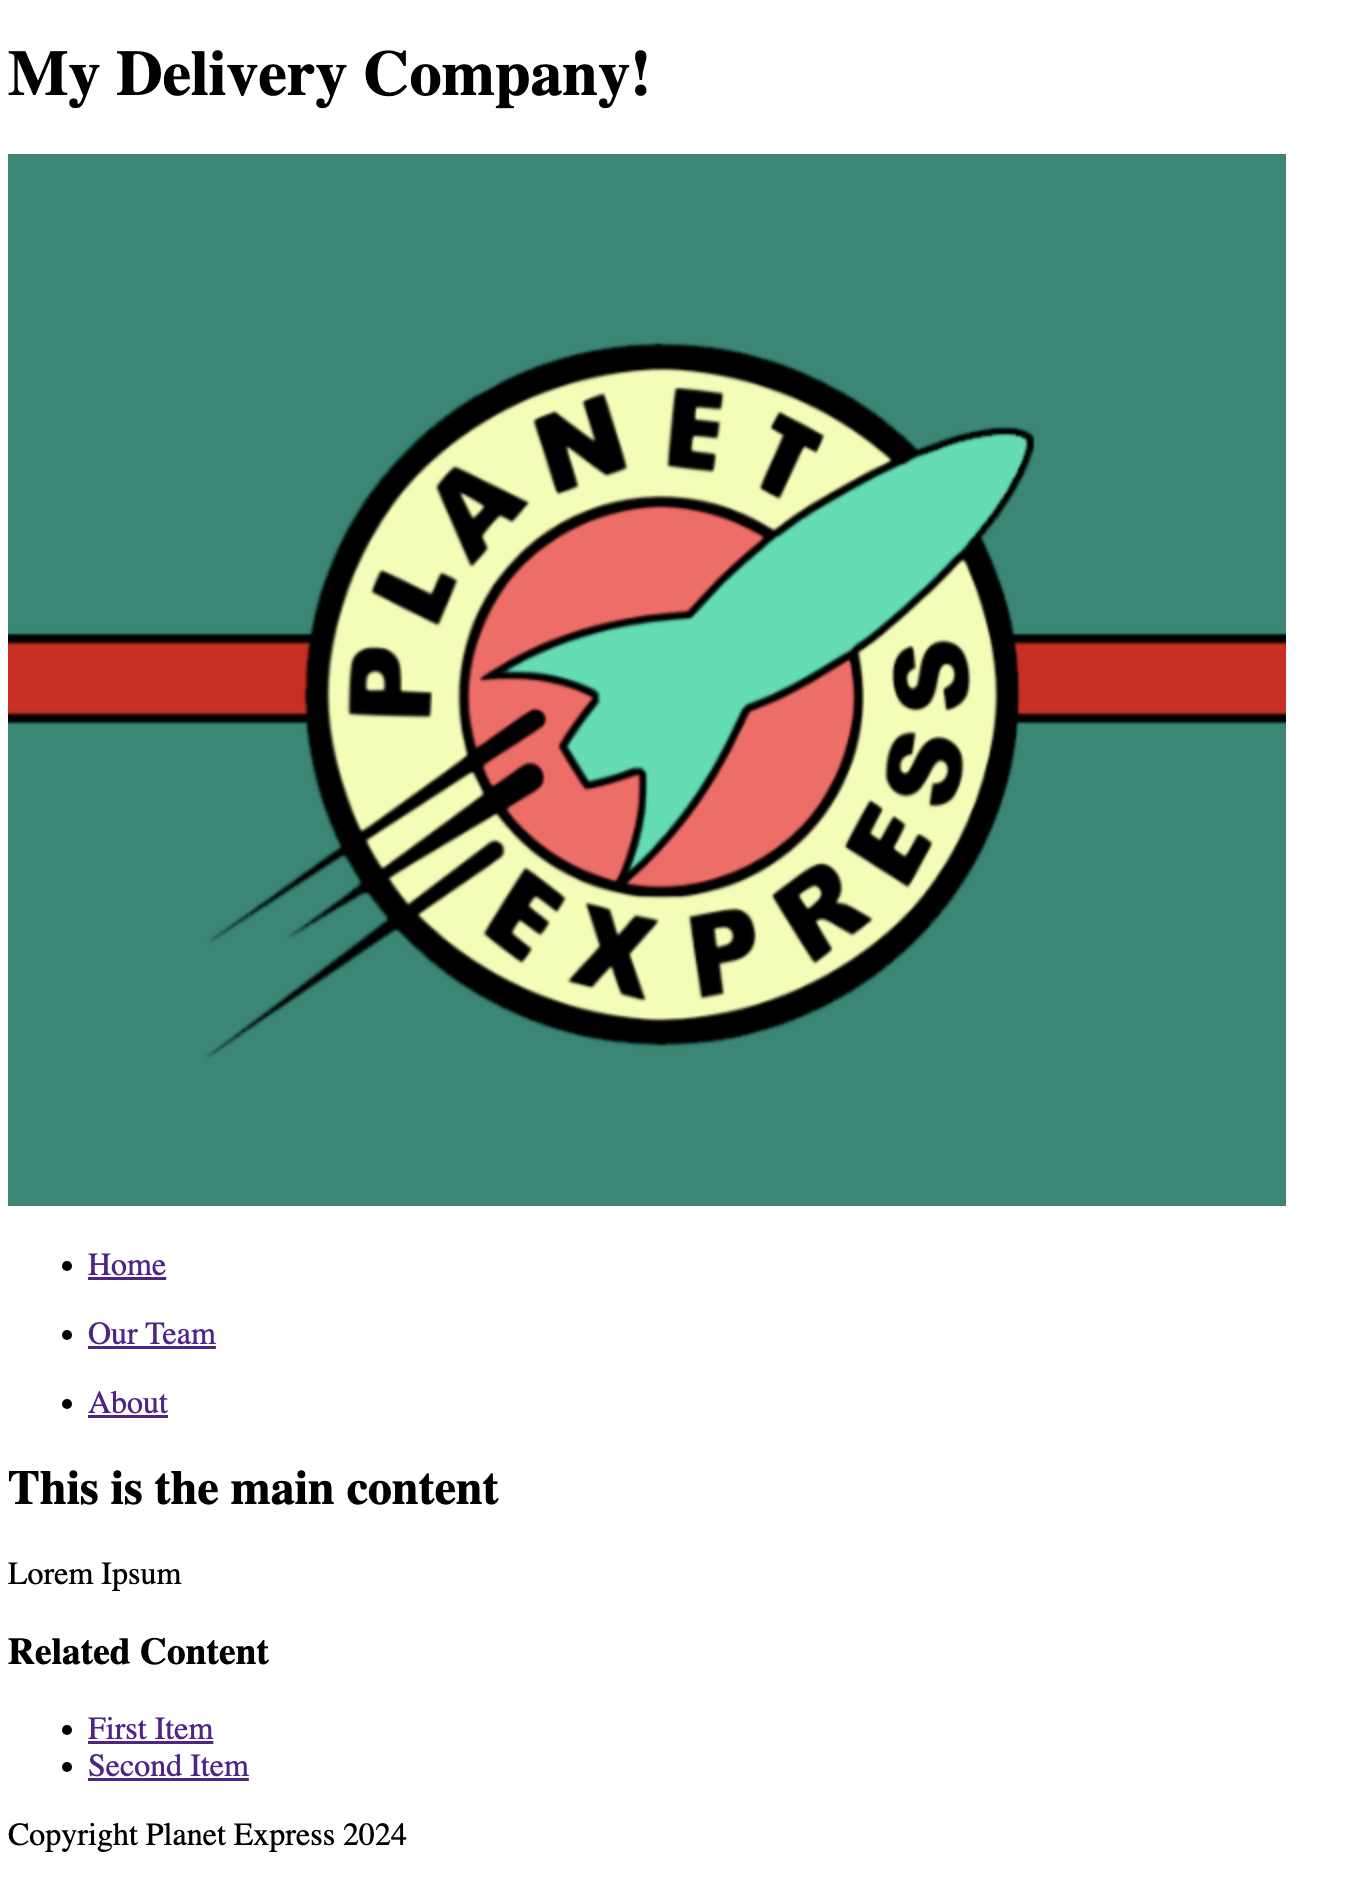 My Delivery Company!
PLANET
EXPRESS
Home
Our Team
About
This is the main content
Lorem Ipsum
Related Content
First Item
Second Item
Copyright Planet Express 2024